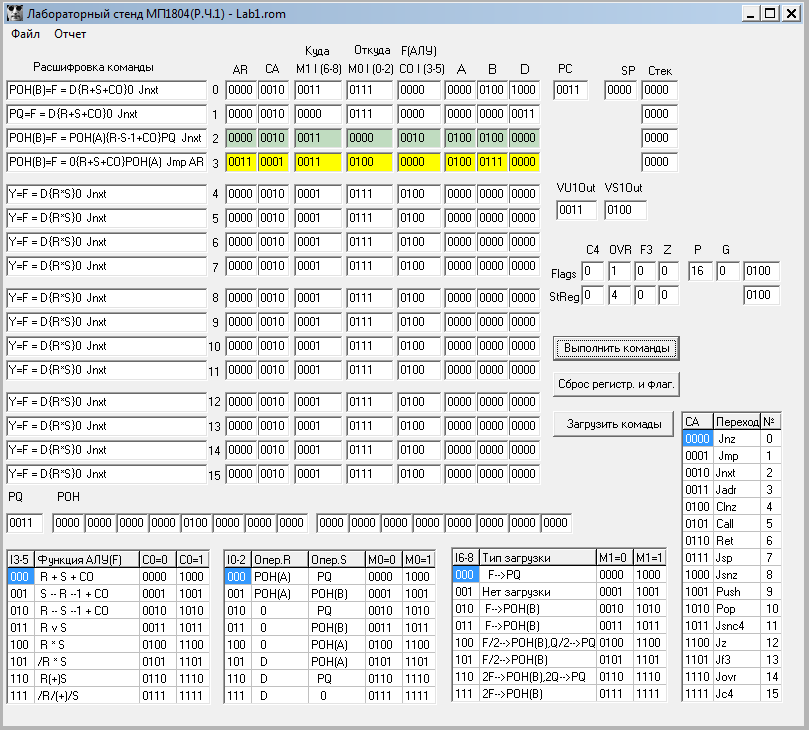 Лабораторный стенд МП1804(Р.Ч.1) - Lab1.rom
Файл Отчет
Куда Откуда F(АЛУ)
Расшифровка команды AR CA M1 I (6-8) M0 I (0-2) C0 I (3-5) A B D PC SP Стек
РОН(B)=F = D{R+S+CO}0 Jnxt 0 0000 0010 0011 0111 0000 0000 0100 1000 0011 0000 0000
PQ=F = D{R+S+CO}0 Jnxt 1 0000 0010 0000 0111 0000 0000 0000 0011 0000
РОН(B)=F = РОН(A){R-S-1+CO}PQ Jnxt 2 0000 0010 0011 0000 0010 0100 0100 0000 0000
РОН(B)=F = 0{R+S+CO}РОН(A) Jmp AR 3 0011 0001 0011 0100 0000 0100 0111 0000 0000
Y=F = D{R*S}0 Jnxt 4 0000 0010 0001 0111 0100 0000 0000 0000 VU1Out VS1Out
Y=F = D{R*S}0 Jnxt 5 0000 0010 0001 0111 0100 0000 0000 0000 0011 0100
Y=F = D{R*S}0 Jnxt 6 0000 0010 0001 0111 0100 0000 0000 0000 C4 OVR F3 Z P G
Y=F = D{R*S}0 Jnxt 7 0000 0010 0001 0111 0100 0000 0000 0000 Flags 0 1 0 0 16 0 0100
Y=F = D{R*S}0 Jnxt 8 0000 0010 0001 0111 0100 0000 0000 0000 StReg 0 4 0 0 0100
Y=F = D{R*S}0 Jnxt 9 0000 0010 0001 0111 0100 0000 0000 0000
Y=F = D{R*S}0 Jnxt 10 0000 0010 0001 0111 0100 0000 0000 0000 Выполнить команды
Y=F = D{R*S}0 Jnxt 11 0000 0010 0001 0111 0100 0000 0000 0000 Сброс регистр. и Флаг.
Y=F = D{R*S}0 Jnxt 12 0000 0010 0001 0111 0100 0000 0000 0000
Y=F = D{R*S}0 Jnxt 13 0000 0010 0001 0111 0100 0000 0000 0000 Загрузить комады
Y=F = D{R*S}0 Jnxt 14 0000 0010 0001 0111 0100 0000 0000 0000
Y=F = D{R*S}0 Jnxt 15 0000 0010 0001 0111 0100 0000 0000 0000
PQ РОН
0011 0000 0000 0000 0000 0100 0000 0000 0000 0000 0000 0000 0000 0000 0000 0000 0000
I3-5 Функция АЛУ(F) C0=0 C0=1
000 R + S + CO 0000 1000
001 S -- R --1 +CO 0001 1001
010 R -- S --1 +CO 0010 1010
011 R v S 0011 1011
100 R * S 0100 1100
101 /R * S 0101 1101
110 R(+)S 0110 1110
111 /R/(+)/S 0111 1111
I0-2 Опер.R Опер.S M0=0 M0=1
000 РОН(A) PQ 0000 1000
001 РОН(A) РОН(B) 0001 1001
010 0 PQ 0010 1010
011 0 РОН(B) 0011 1011
100 0 РОН(A) 0100 1100
101 D РОН(A) 0101 1101
110 D PQ 0110 1110
111 D 0 0111 1111
I6-8 Тип загрузки M1=0 M1=1
000 F-->PQ 0000 1000
001 Нет загрузки 0001 1001
010 F-->РОН(B) 0010 1010
011 F-->РОН(B) 0011 1011
100 F/2-->РОН(B),Q/2-->PQ 0100 1100
101 F/2-->РОН(B) 0101 1101
110 2F-->РОН(B),2Q-->PQ 0110 1110
111 2F-->РОН(B) 0111 1111
CA Переход №
0000 Jnz 0
0001 Jmp 1
0010 Jnxt 2
0011 Jadr 3
0100 Clnz 4
0101 Call 5
0110 Ret 6
0111 Jsp 7
1000 Jsnz 8
1001 Push 9
1010 Pop 10
1011 Jsnc4 11
1100 Jz 12
1101 Jf3 13
1110 Jovr 14
1111 Jc4 15